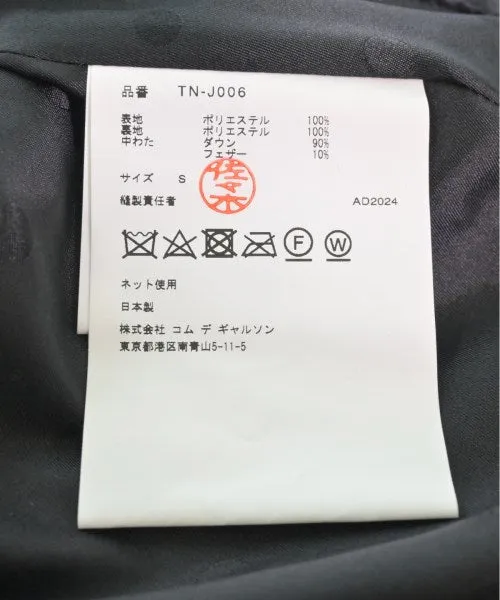 品番 TN-J006
表地 ポリエステル 100%
裏地 ポリエステル 100%
中わた ダウン 90%
フェザー 10%
サイズ S
佐々木
縫製責任者 AD2024
F W
ネット使用
日本製
株式会社 コム デ ギャルソン
東京都港区南青山5-11-5